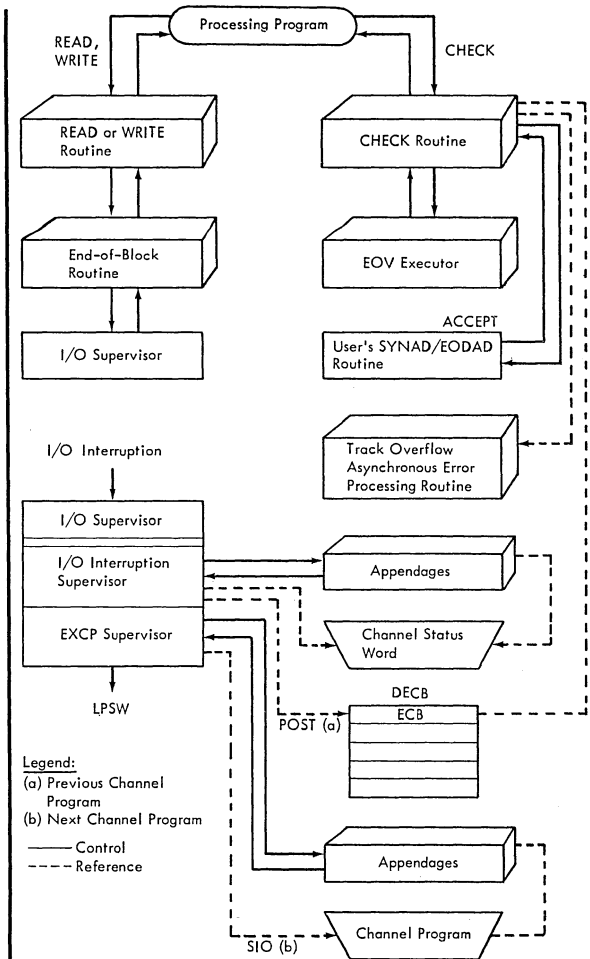 Processing Program
READ,
WRITE
CHECK
READ or WRITE
Routine
CHECK Routine
End-of-Block
Routine
EOV Executor
ACCEPT
I/O Supervisor
User's SYNAD/EODAD
Routine
I/O Interruption
Track Overflow
Asynchronous Error
Processing Routine
I/O Supervisor
I/O Interruption
Supervisor
Appendages
EXCP Supervisor
Channel Status
Word
LPSW
DECB
POST (a)
ECB
Legend:
(a) Previous Channel
Program
(b) Next Channel Program
Control
Reference
Appendages
SIO (b)
Channel Program